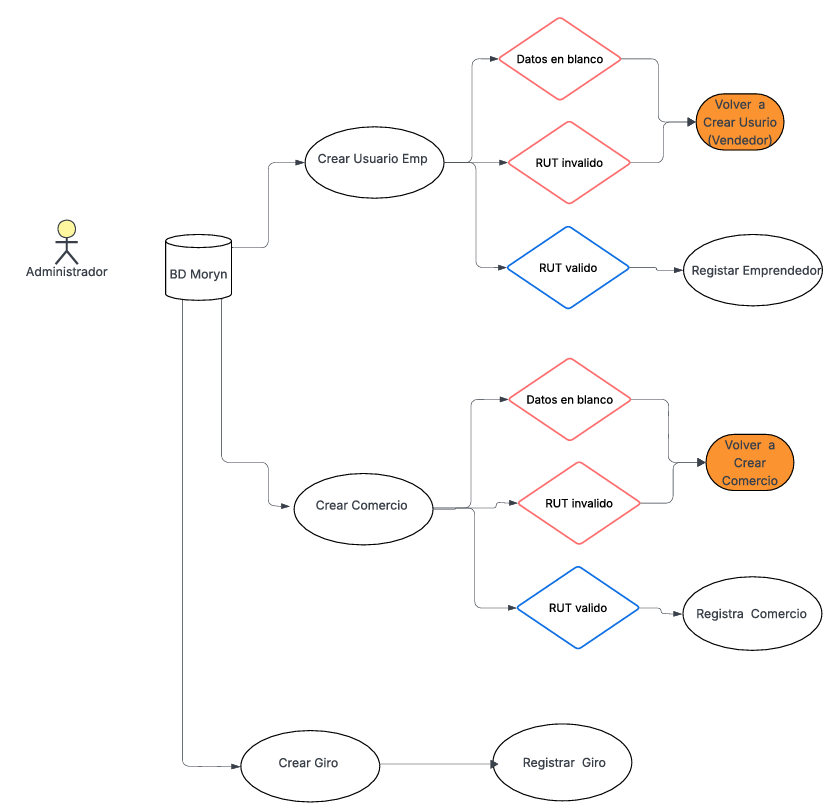 Datos en blanco
Volver a
Crear Usurio
(Vendedor)
Crear Usuario Emp
RUT invalido
Administrador
BD Moryn
RUT valido
Registar Emprendedor
Datos en blanco
Volver a
Crear
Comercio
Crear Comercio
RUT invalido
RUT valido
Registra Comercio
Crear Giro
Registrar Giro